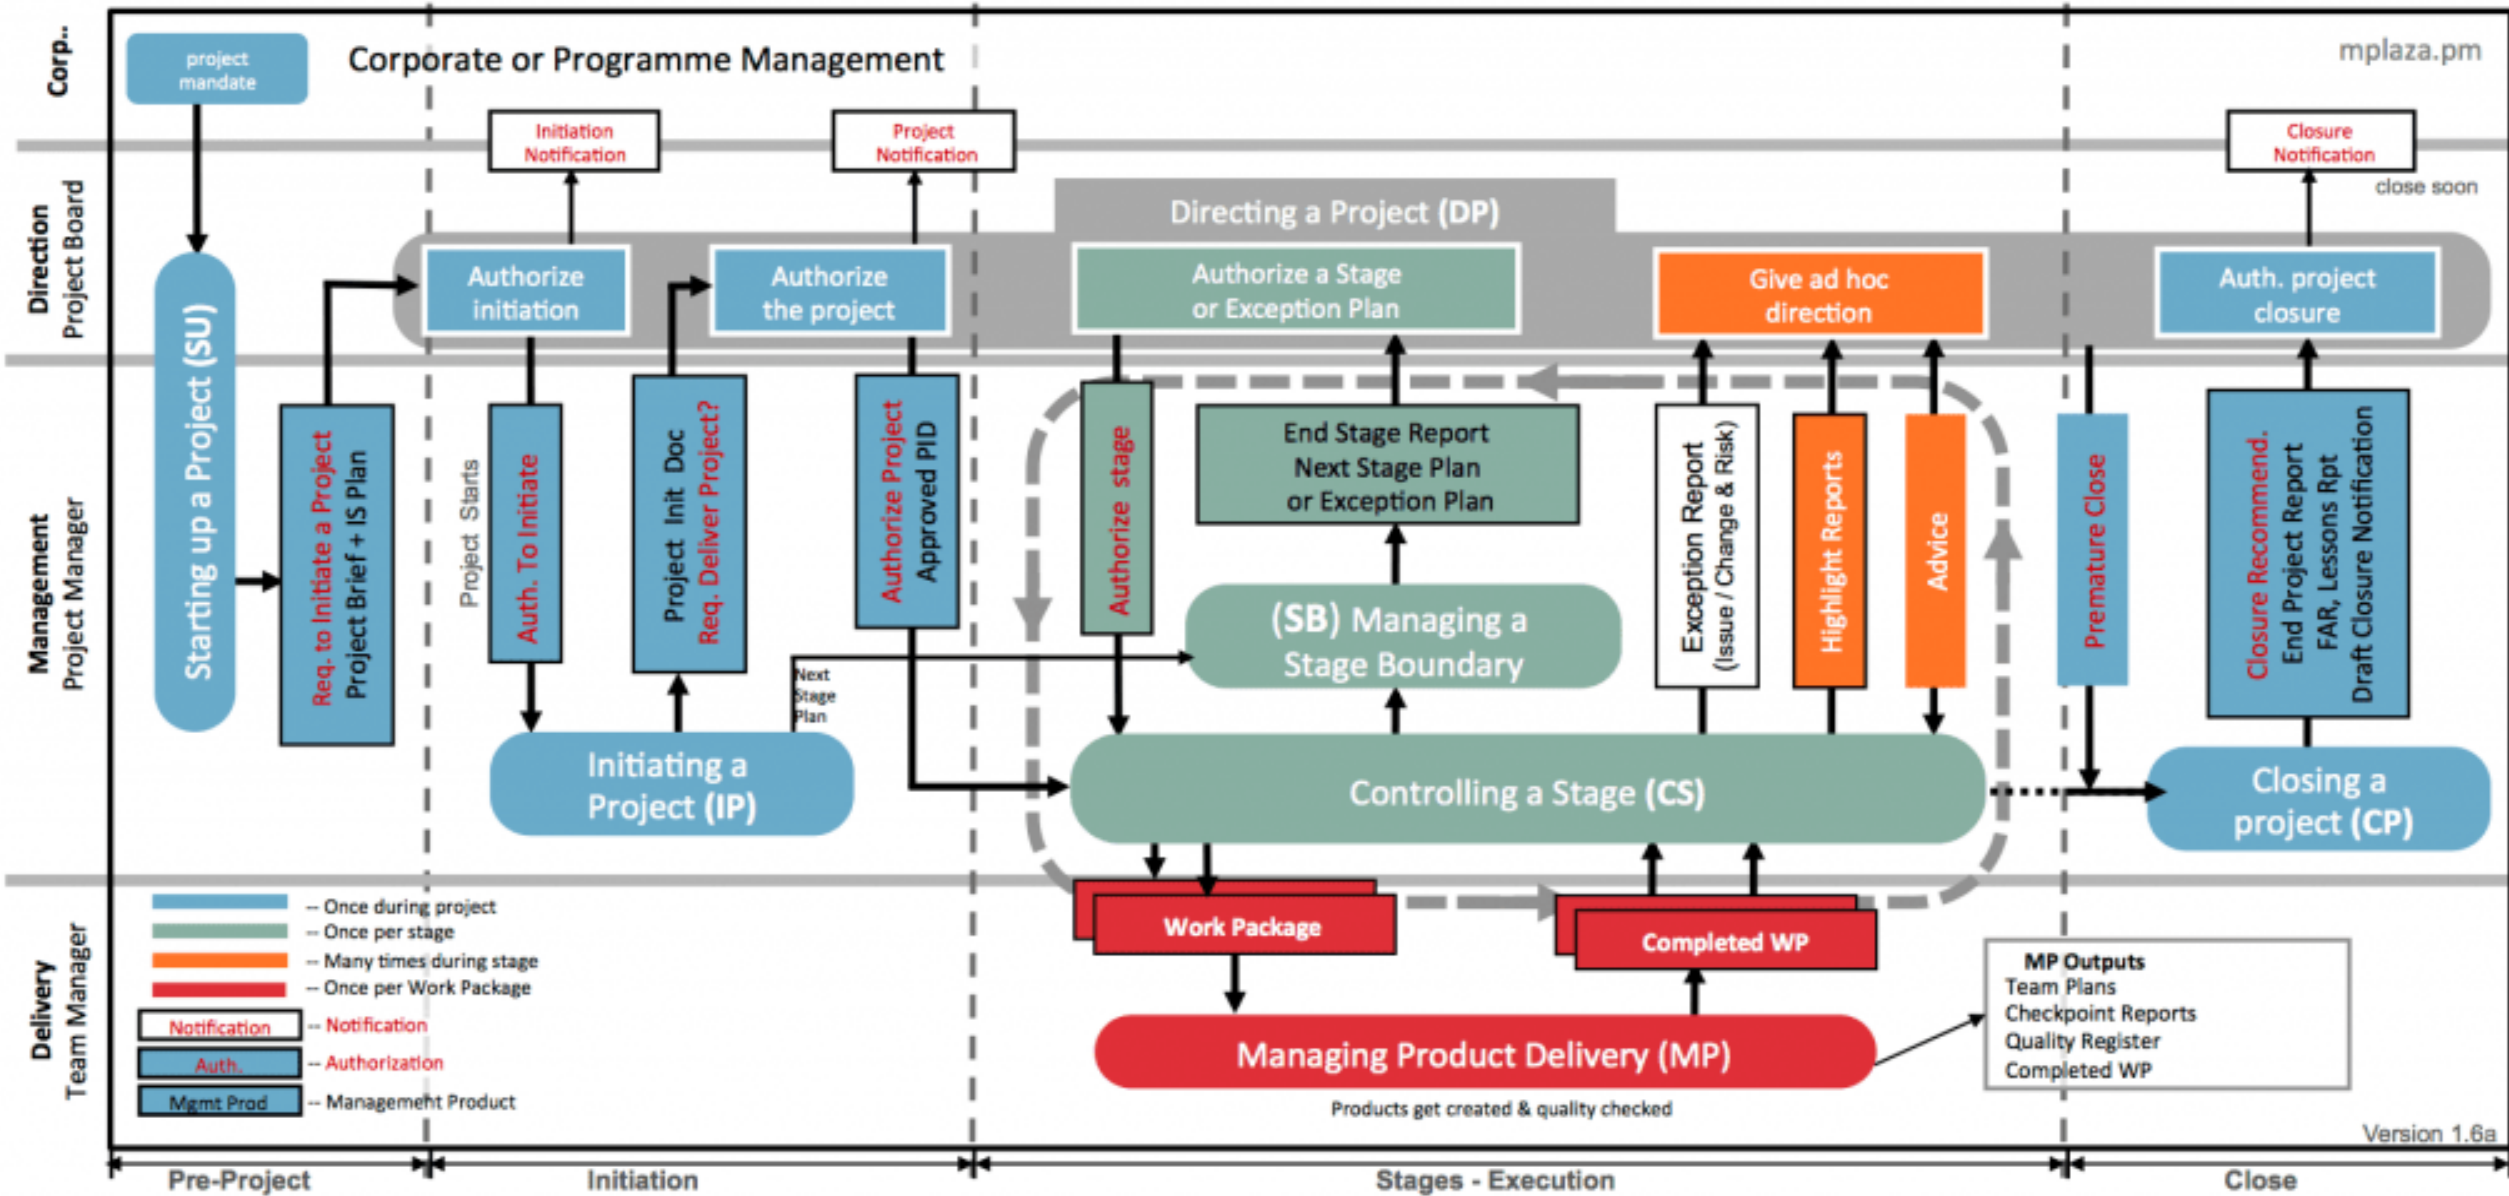 Corp..
project
mandate
Corporate or Programme Management
mplaza.pm
Initiation
Notification
Project
Notification
Closure
Notification
close soon
Direction
Project Board
Directing a Project (DP)
Authorize
initiation
Authorize
the project
Authorize a Stage
or Exception Plan
Give ad hoc
direction
Auth. project
closure
Management
Project Manager
Starting up a Project (SU)
Req. to Initiate a Project
Project Brief + IS Plan
Project Starts
Auth. To Initiate
Project Init Doc
Req. Deliver Project?
Authorize Project
Approved PID
Authorize stage
End Stage Report
Next Stage Plan
or Exception Plan
Exception Report
(Issue / Change & Risk)
Highlight Reports
Advice
Premature Close
Closure Recommend.
End Project Report
FAR, Lessons Rpt
Draft Closure Notification
(SB) Managing a
Stage Boundary
Next
Stage
Plan
Initiating a
Project (IP)
Controlling a Stage (CS)
Closing a
project (CP)
Delivery
Team Manager
-- Once during project
-- Once per stage
-- Many times during stage
-- Once per Work Package
Notification -- Notification
Auth. -- Authorization
Mgmt Prod -- Management Product
Work Package
Completed WP
Managing Product Delivery (MP)
Products get created & quality checked
MP Outputs
Team Plans
Checkpoint Reports
Quality Register
Completed WP
Version 1.6a
Pre-Project
Initiation
Stages - Execution
Close